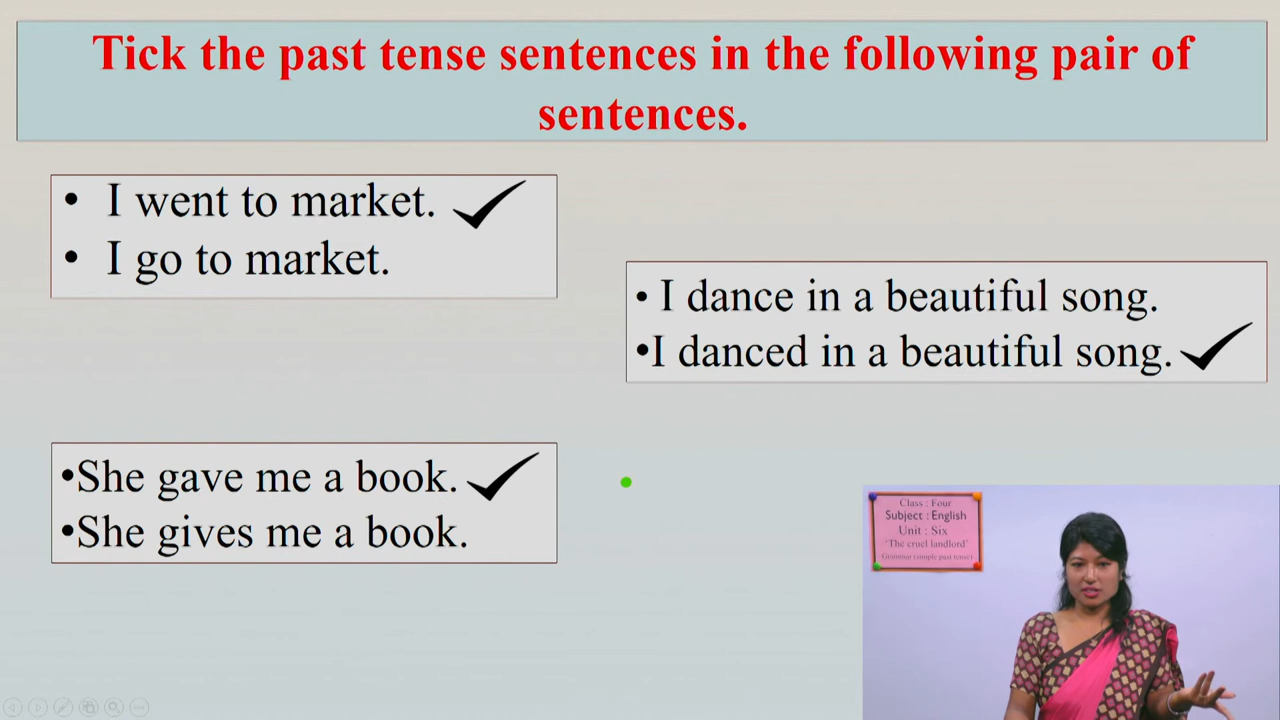 Tick the past tense sentences in the following pair of
sentences.
• I went to market.
• I go to market.
• I dance in a beautiful song.
•I danced in a beautiful song.
•She gave me a book.
•She gives me a book.
Class : Four
Subject : English
Unit : Six
'The cruel landlord'
Grammar (simple past tense)